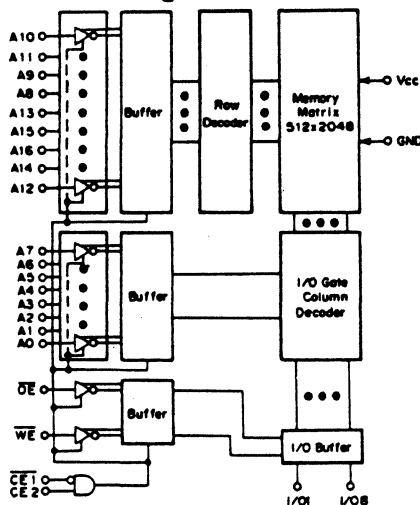 A10
A11
A9
A8
A13
A15
A16
A14
A12
Buffer
Row
Decoder
Memory
Matrix
512x2048
Vcc
GND
A7
A6
A5
A4
A3
A2
A1
A0
Buffer
I/O Gate
Column
Decoder
OE
WE
Buffer
I/O Buffer
CE1
CE2
I/O1
I/O8